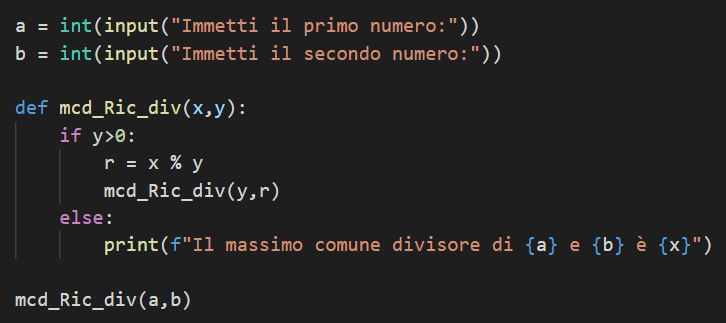 a = int(input("Immetti il primo numero:"))
b = int(input("Immetti il secondo numero:"))
def mcd_Ric_div(x,y):
    if y>0:
        r = x % y
        mcd_Ric_div(y,r)
    else:
        print(f"Il massimo comune divisore di {a} e {b} è {x}")
mcd_Ric_div(a,b)